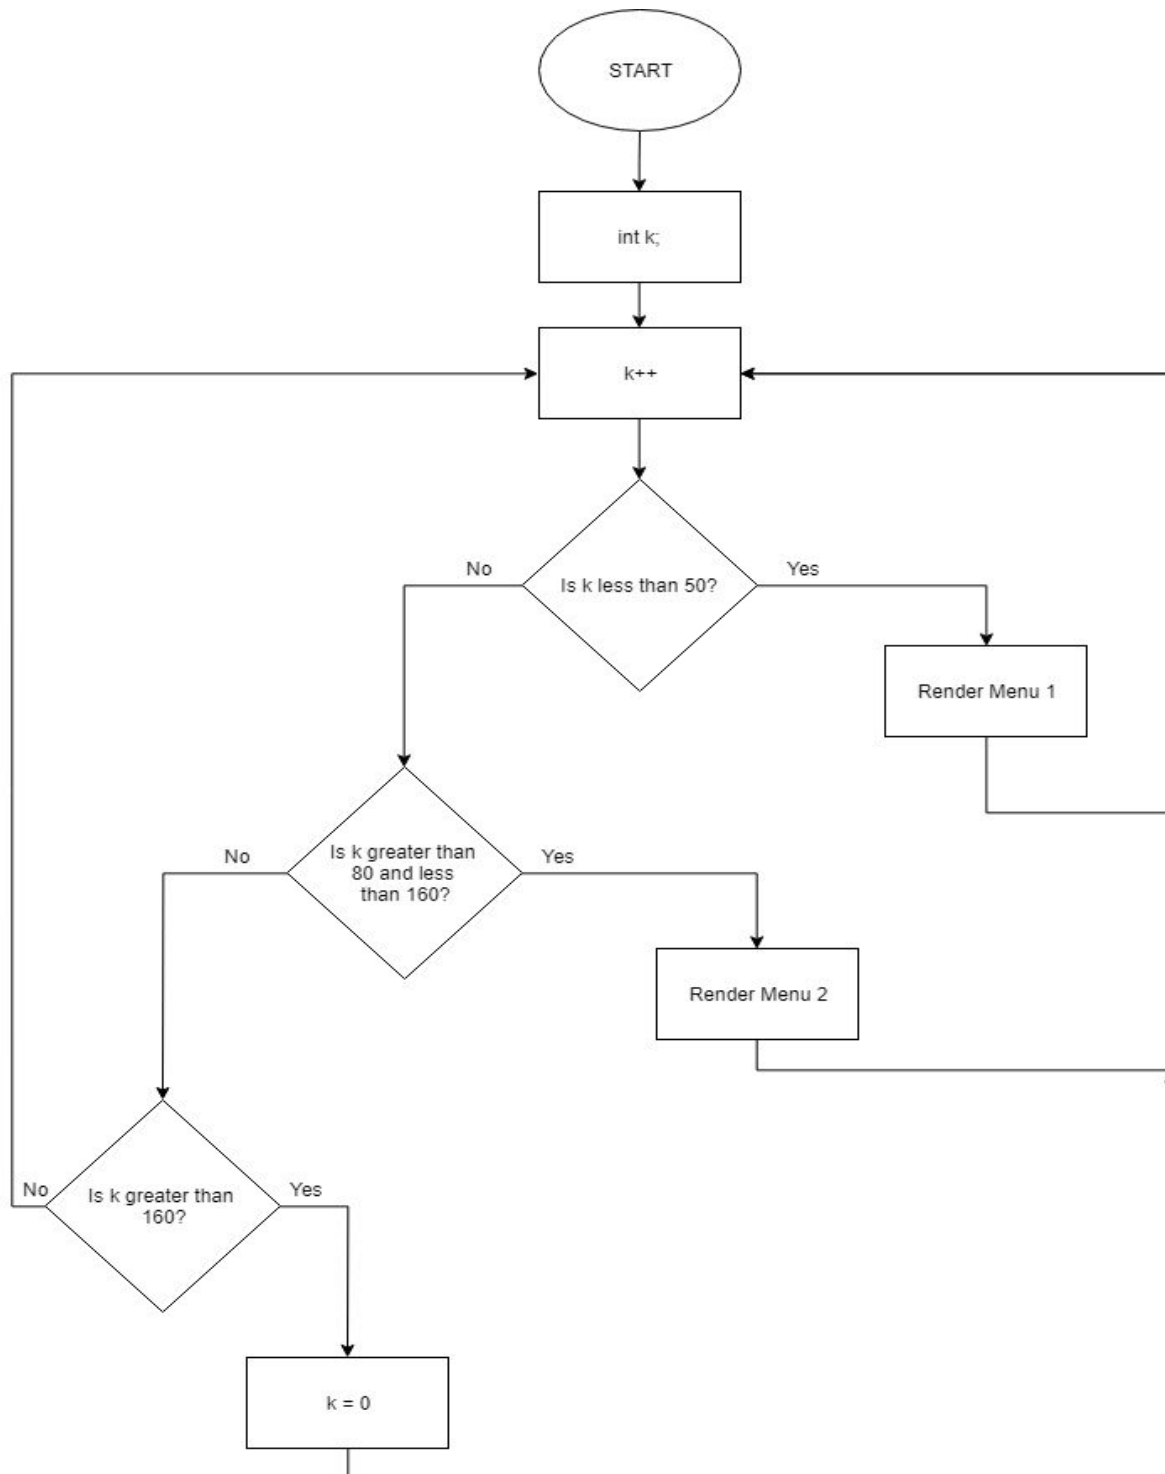 START
int k;
k++
Is k less than 50?
No
Yes
Render Menu 1
Is k greater than
80 and less
than 160?
No
Yes
Render Menu 2
Is k greater than
160?
No
Yes
k = 0